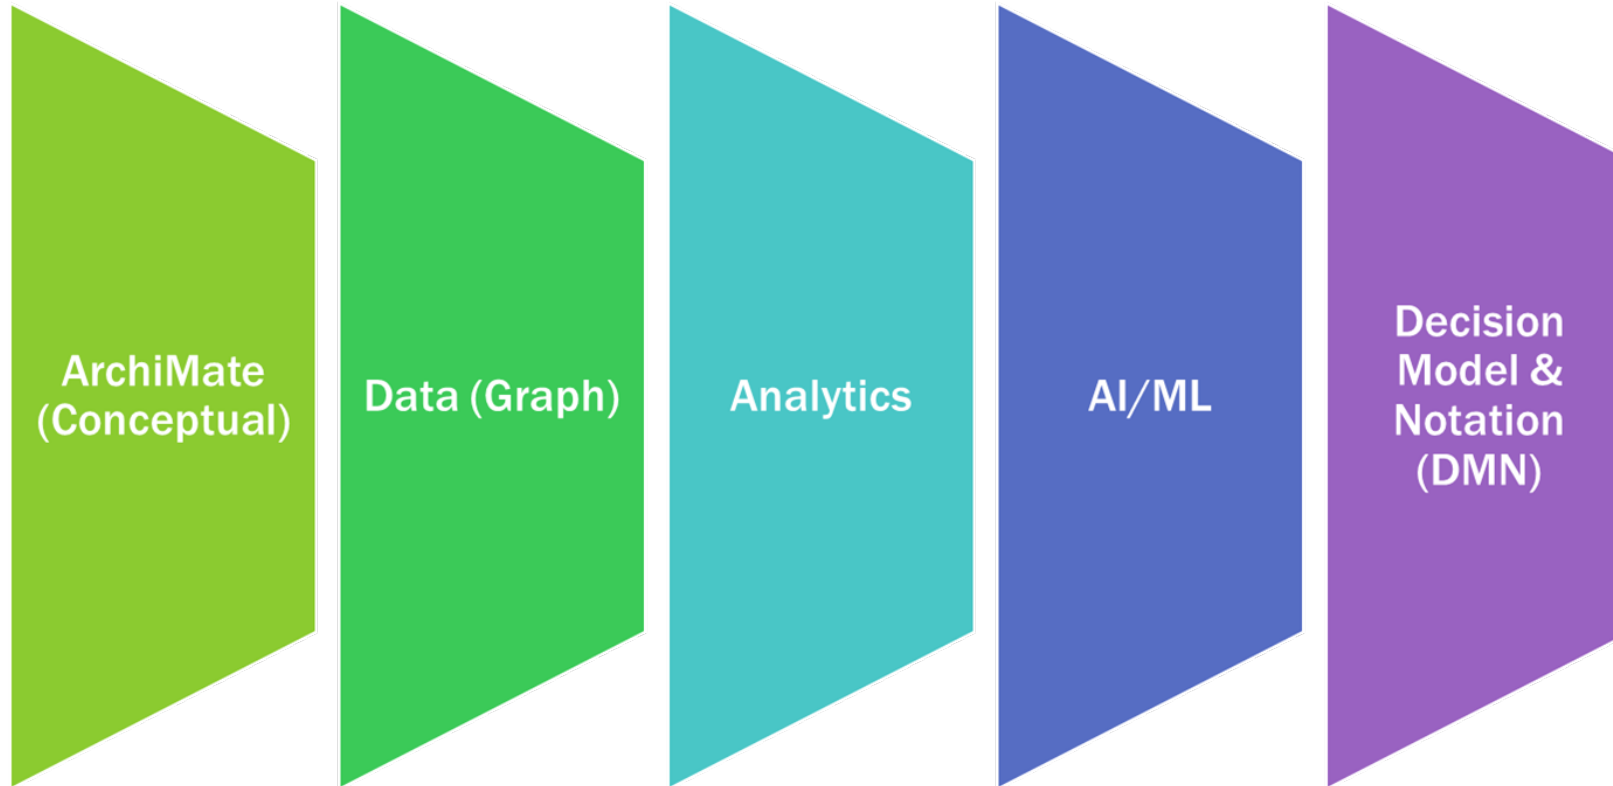 ArchiMate
(Conceptual)
Data (Graph)
Analytics
AI/ML
Decision
Model &
Notation
(DMN)